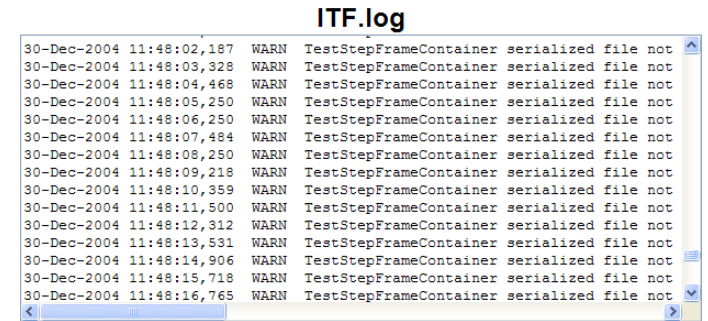 ITF.log
30-Dec-2004 11:48:02,187 WARN TestStepFrameContainer serialized file not
30-Dec-2004 11:48:03,328 WARN TestStepFrameContainer serialized file not
30-Dec-2004 11:48:04,468 WARN TestStepFrameContainer serialized file not
30-Dec-2004 11:48:05,250 WARN TestStepFrameContainer serialized file not
30-Dec-2004 11:48:06,250 WARN TestStepFrameContainer serialized file not
30-Dec-2004 11:48:07,484 WARN TestStepFrameContainer serialized file not
30-Dec-2004 11:48:08,250 WARN TestStepFrameContainer serialized file not
30-Dec-2004 11:48:09,218 WARN TestStepFrameContainer serialized file not
30-Dec-2004 11:48:10,359 WARN TestStepFrameContainer serialized file not
30-Dec-2004 11:48:11,500 WARN TestStepFrameContainer serialized file not
30-Dec-2004 11:48:12,312 WARN TestStepFrameContainer serialized file not
30-Dec-2004 11:48:13,531 WARN TestStepFrameContainer serialized file not
30-Dec-2004 11:48:14,906 WARN TestStepFrameContainer serialized file not
30-Dec-2004 11:48:15,718 WARN TestStepFrameContainer serialized file not
30-Dec-2004 11:48:16,765 WARN TestStepFrameContainer serialized file not